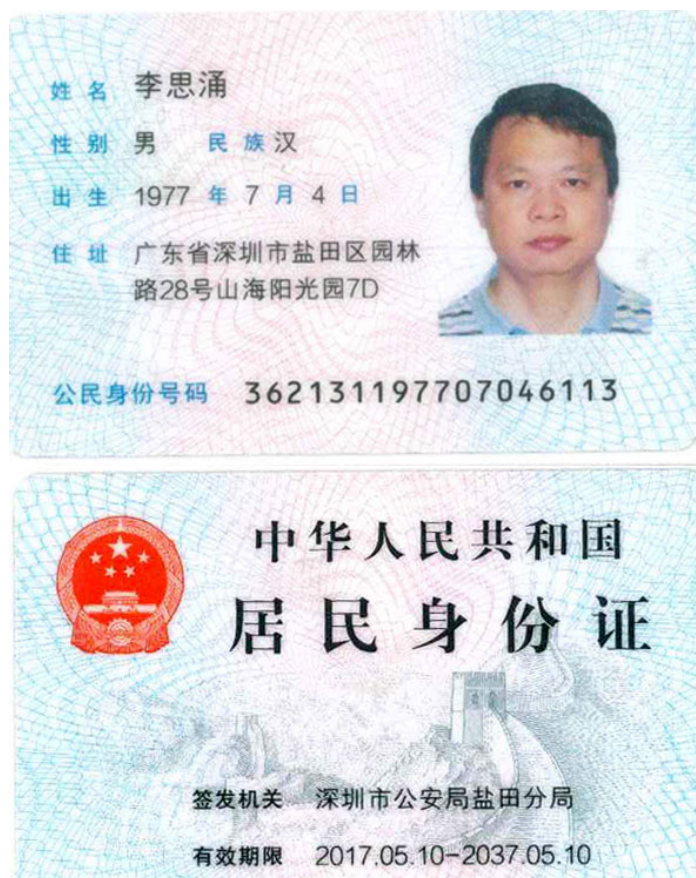 姓名 李思涌
性别 男 民族 汉
出生 1977 年 7 月 4 日
住址 广东省深圳市盐田区园林
路28号山海阳光园7D
公民身份号码 362131197707046113
中华人民共和国
居民身份证
签发机关 深圳市公安局盐田分局
有效期限 2017.05.10-2037.05.10